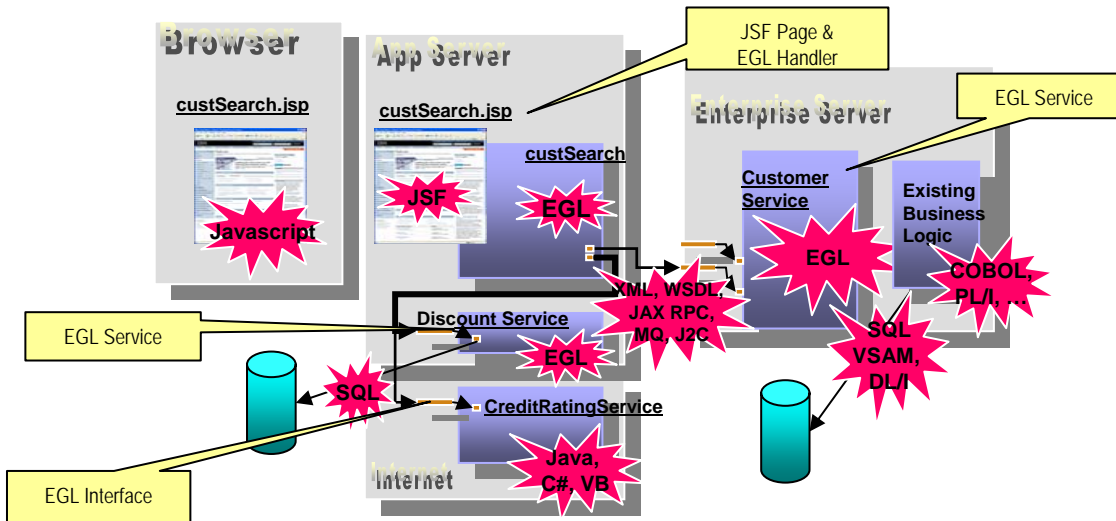 Browser
custSearch.jsp
Javascript
App Server
custSearch.jsp
JSF
custSearch
EGL
JSF Page &
EGL Handler
Enterprise Server
EGL Service
Customer
Service
EGL
Existing
Business
Logic
COBOL,
PL/I, …
XML, WSDL,
JAX RPC,
MQ, J2C
SQL
VSAM,
DL/I
EGL Service
Discount Service
EGL
SQL
CreditRatingService
Java,
C#, VB
Internet
EGL Interface